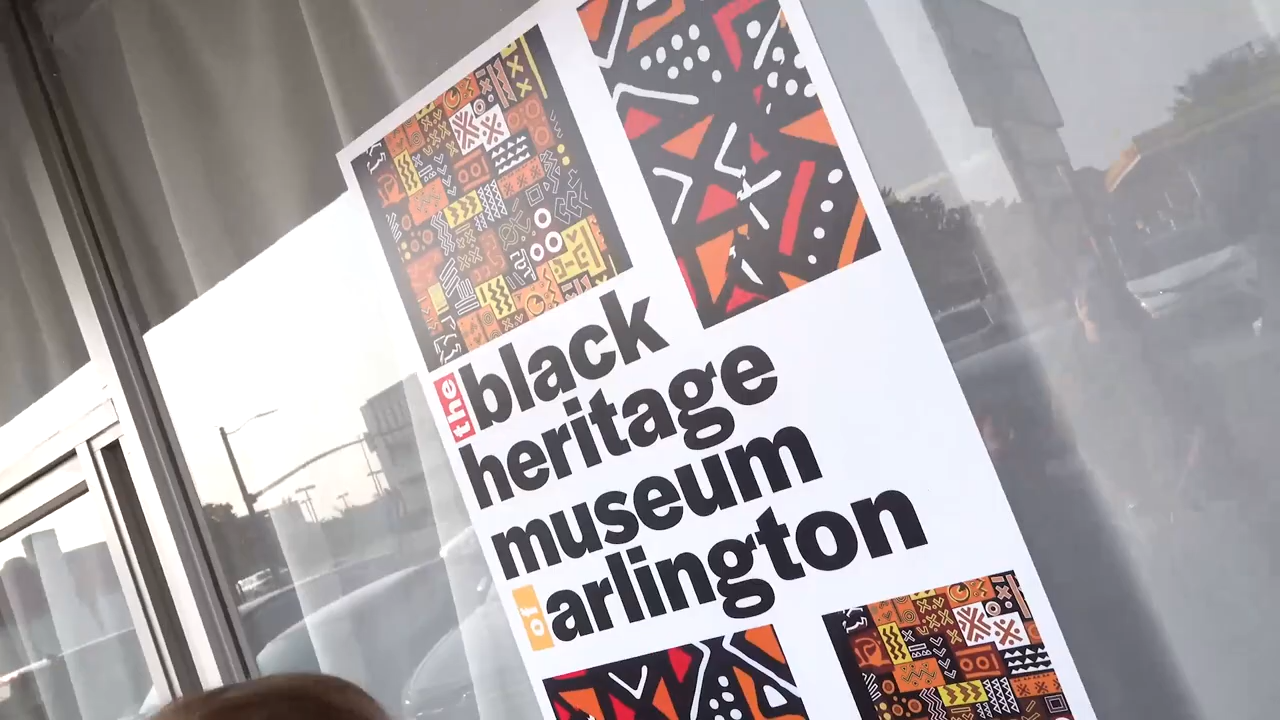 the black
heritage
museum
of arlington